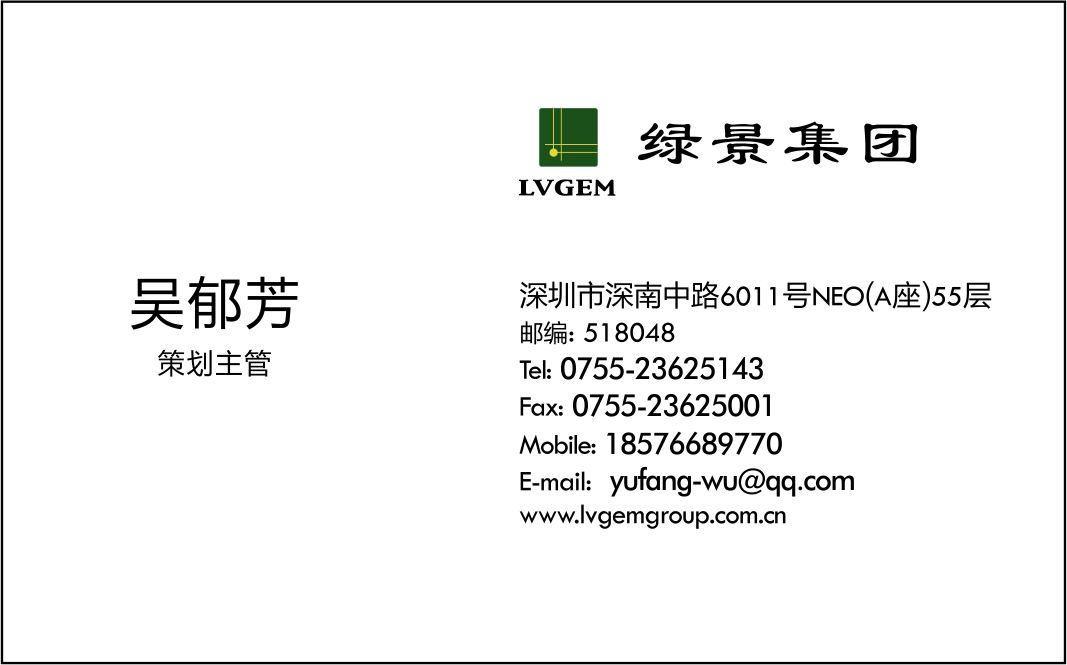 LVGEM
绿景集团
吴郁芳
策划主管
深圳市深南中路6011号NEO(A座)55层
邮编: 518048
Tel: 0755-23625143
Fax: 0755-23625001
Mobile: 18576689770
E-mail: yufang-wu@qq.com
www.lvgemgroup.com.cn